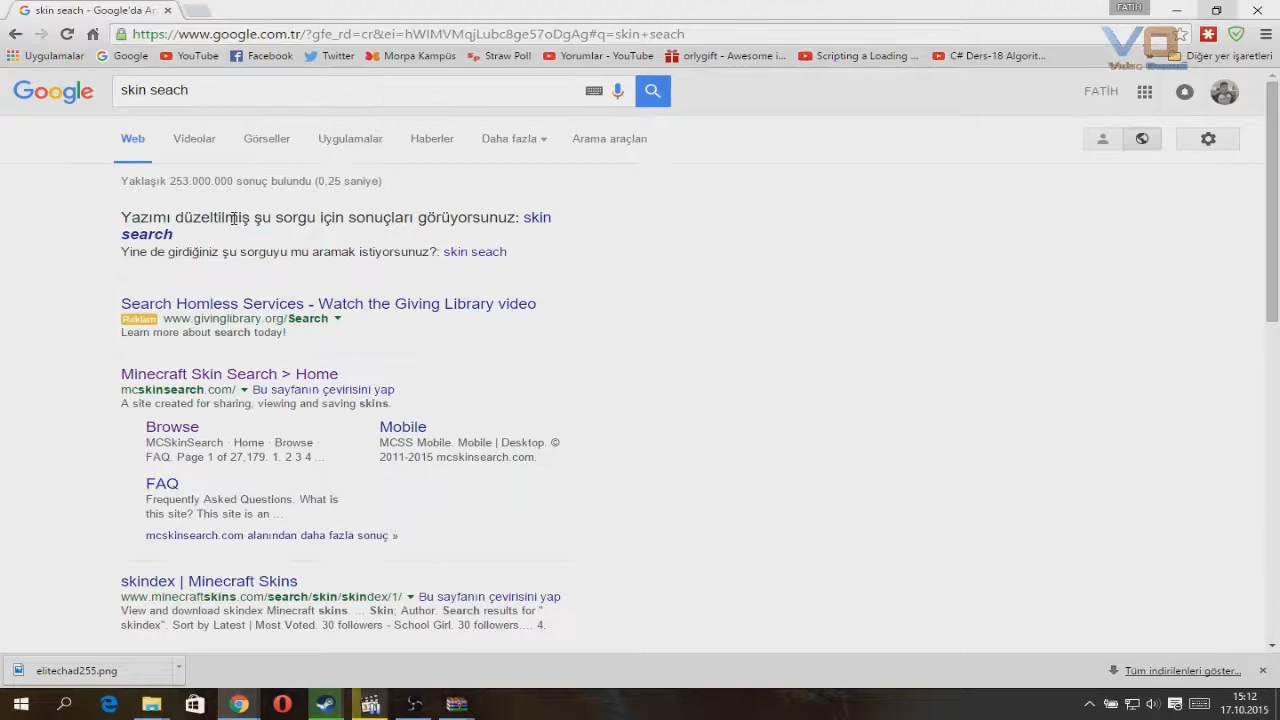 skin seach - Google'da Ar
FATİH
https://www.google.com.tr/?gfe_rd=cr&ei=hWIMVMqjLubc8ge57oDgAg#q=skin+seach
Uygulamalar Google YouTube Facebook Twitter Morpa Kampüs Straw Poll Yorumlar - YouTube orlygift - Awesome i... Scripting a Loading ... C# Ders-18 Algorit... Diğer yer işaretleri
Google skin seach FATİH
Web Videolar Görseller Uygulamalar Haberler Daha fazla Arama araçları
Yaklaşık 253.000.000 sonuç bulundu (0,25 saniye)
Yazımı düzeltilmiş şu sorgu için sonuçları görüyorsunuz: skin
search
Yine de girdiğiniz şu sorguyu mu aramak istiyorsunuz?: skin seach
Search Homless Services - Watch the Giving Library video
Reklam www.givinglibrary.org/Search
Learn more about search today!
Minecraft Skin Search > Home
mcskinsearch.com/ Bu sayfanın çevirisini yap
A site created for sharing, viewing and saving skins.
Browse Mobile
MCSkinSearch · Home · Browse · MCSS Mobile. Mobile | Desktop. ©
FAQ. Page 1 of 27,179. 1. 2 3 4 ... 2011-2015 mcskinsearch.com.
FAQ
Frequently Asked Questions. What is
this site? This site is an ...
mcskinsearch.com alanından daha fazla sonuç »
skindex | Minecraft Skins
www.minecraftskins.com/search/skin/skindex/1/ Bu sayfanın çevirisini yap
View and download skindex Minecraft skins. ... Skin; Author. Search results for "
skindex". Sort by Latest | Most Voted. 30 followers - School Girl. 30 followers.... 4.
elitechad255.png Tüm indirilenleri göster...
15:12
17.10.2015